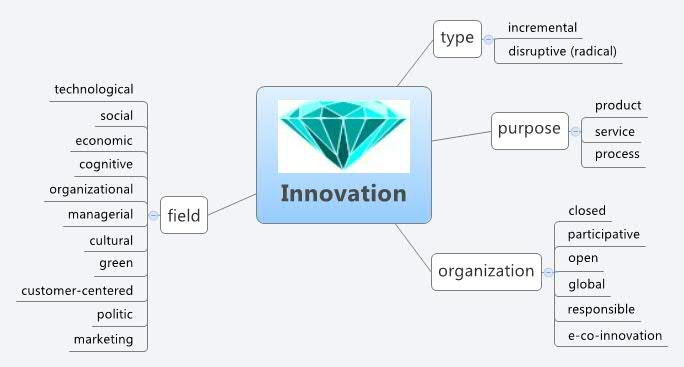 Innovation
type
incremental
disruptive (radical)
purpose
product
service
process
organization
closed
participative
open
global
responsible
e-co-innovation
field
technological
social
economic
cognitive
organizational
managerial
cultural
green
customer-centered
politic
marketing